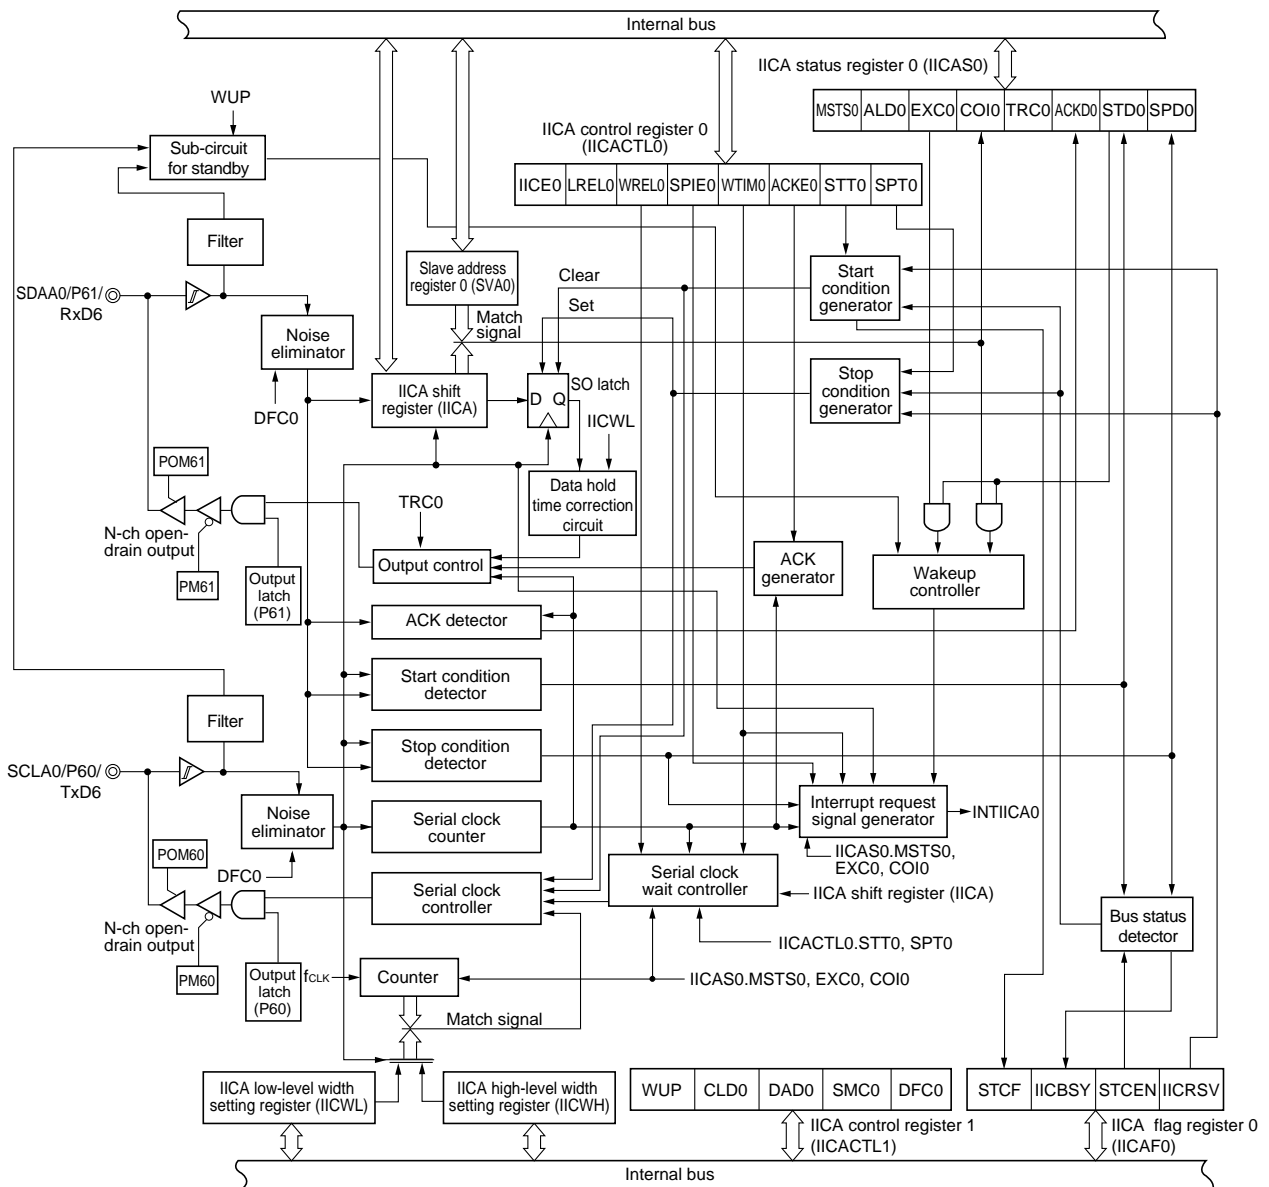 Internal bus
IICA status register 0 (IICAS0)
MSTS0 ALD0 EXC0 COI0 TRC0 ACKD0 STD0 SPD0
WUP
IICA control register 0
(IICACTL0)
Sub-circuit
for standby
IICE0 LREL0 WREL0 SPIE0 WTIM0 ACKE0 STT0 SPT0
Filter
Slave address
register 0 (SVA0)
Clear
Start
condition
generator
SDAA0/P61/
RxD6
Set
Match
signal
Noise
eliminator
Stop
condition
generator
IICA shift
register (IICA)
SO latch
D Q
DFC0
IICWL
POM61
Data hold
time correction
circuit
TRC0
N-ch open-
drain output
PM61
Output
latch
(P61)
Output control
ACK
generator
Wakeup
controller
ACK detector
Start condition
detector
Filter
Stop condition
detector
SCLA0/P60/
TxD6
Noise
eliminator
Serial clock
counter
Interrupt request
signal generator
INTIICA0
IICAS0.MSTS0,
EXC0, COI0
POM60
DFC0
Serial clock
controller
Serial clock
wait controller
IICA shift register (IICA)
N-ch open-
drain output
Bus status
detector
IICACTL0.STT0, SPT0
PM60
Output
latch
(P60)
fCLK
Counter
IICAS0.MSTS0, EXC0, COI0
Match signal
IICA low-level width
setting register (IICWL)
IICA high-level width
setting register (IICWH)
WUP CLD0 DAD0 SMC0 DFC0
STCF IICBSY STCEN IICRSV
IICA control register 1
(IICACTL1)
IICA flag register 0
(IICAF0)
Internal bus